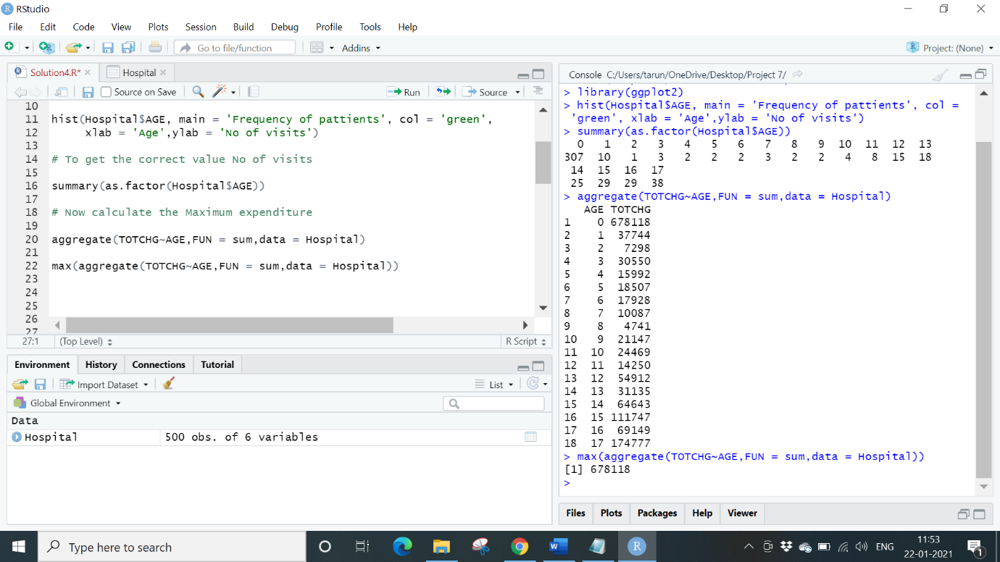 RStudio
File Edit Code View Plots Session Build Debug Profile Tools Help
Go to file/function Addins Project: (None)
Solution4.R* Hospital
Source on Save Run Source
10
11 hist(Hospital$AGE, main = 'Frequency of pattients', col = 'green',
12 xlab = 'Age',ylab = 'No of visits')
13
14 # To get the correct value No of visits
15
16 summary(as.factor(Hospital$AGE))
17
18 # Now calculate the Maximum expenditure
19
20 aggregate(TOTCHG~AGE,FUN = sum,data = Hospital)
21
22 max(aggregate(TOTCHG~AGE,FUN = sum,data = Hospital))
23
24
25
26
27
27:1 (Top Level) R Script
Environment History Connections Tutorial
Import Dataset List
Global Environment
Data
Hospital 500 obs. of 6 variables
Console C:/Users/tarun/OneDrive/Desktop/Project 7/
> library(ggplot2)
> hist(Hospital$AGE, main = 'Frequency of pattients', col =
'green', xlab = 'Age',ylab = 'No of visits')
> summary(as.factor(Hospital$AGE))
0 1 2 3 4 5 6 7 8 9 10 11 12 13
307 10 1 3 2 2 2 3 2 2 4 8 15 18
14 15 16 17
25 29 29 38
> aggregate(TOTCHG~AGE,FUN = sum,data = Hospital)
AGE TOTCHG
1 0 678118
2 1 37744
3 2 7298
4 3 30550
5 4 15992
6 5 18507
7 6 17928
8 7 10087
9 8 4741
10 9 21147
11 10 24469
12 11 14250
13 12 54912
14 13 31135
15 14 64643
16 15 111747
17 16 69149
18 17 174777
> max(aggregate(TOTCHG~AGE,FUN = sum,data = Hospital))
[1] 678118
>
Files Plots Packages Help Viewer
Type here to search
ENG
11:53
22-01-2021
1